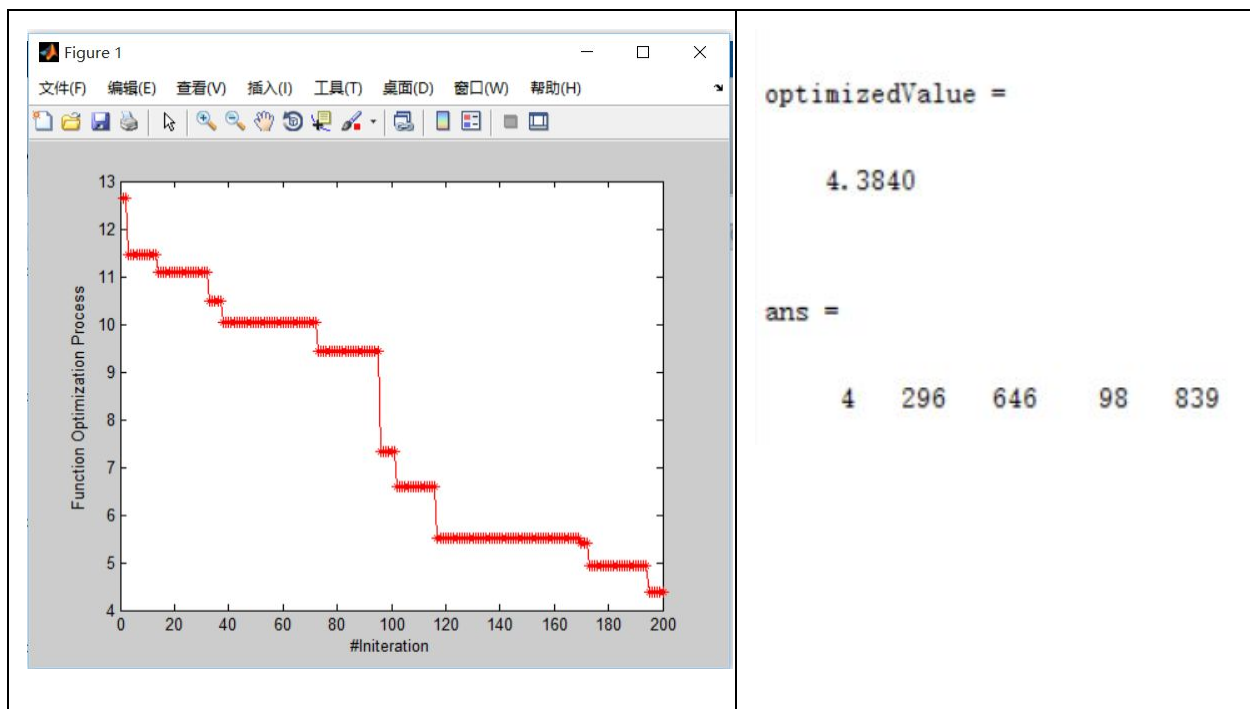 Figure 1
文件(F) 编辑(E) 查看(V) 插入(I) 工具(T) 桌面(D) 窗口(W) 帮助(H)
13
12
11
10
9
8
7
6
5
4
Function Optimization Process
0 20 40 60 80 100 120 140 160 180 200
#Initeration
optimizedValue =
4.3840
ans =
4 296 646 98 839